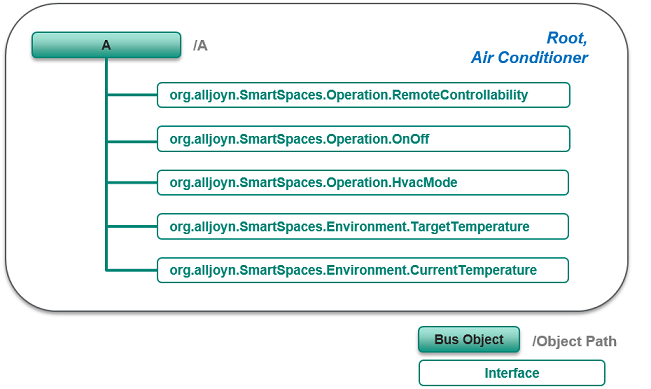 A /A
Root,
Air Conditioner
org.alljoyn.SmartSpaces.Operation.RemoteControllability
org.alljoyn.SmartSpaces.Operation.OnOff
org.alljoyn.SmartSpaces.Operation.HvacMode
org.alljoyn.SmartSpaces.Environment.TargetTemperature
org.alljoyn.SmartSpaces.Environment.CurrentTemperature
Bus Object /Object Path
Interface